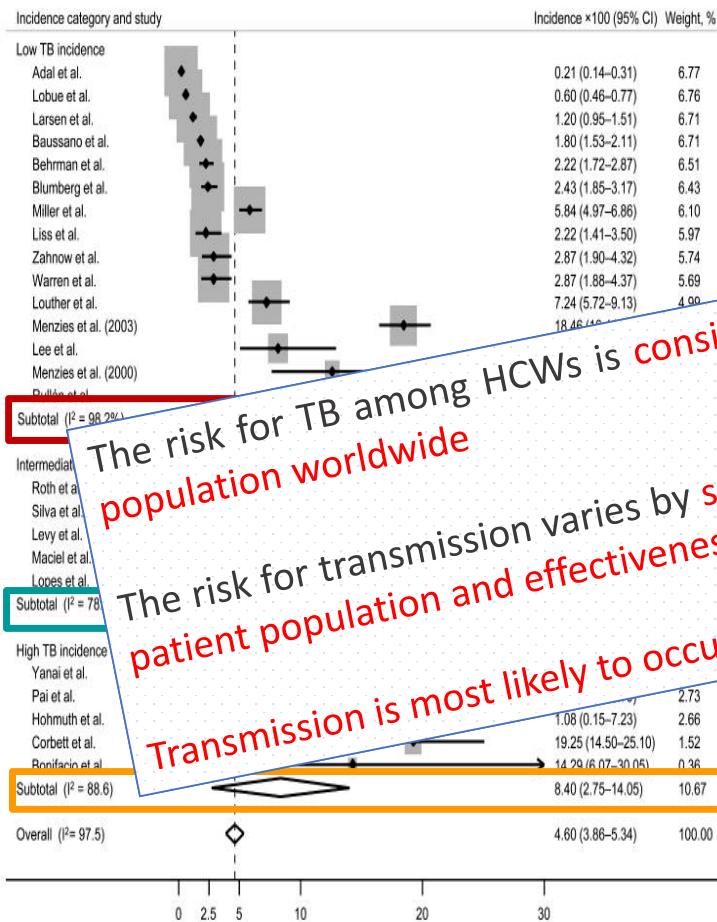 Incidence category and study Incidence ×100 (95% CI) Weight, %
Low TB incidence
Adal et al. 0.21 (0.14–0.31) 6.77
Lobue et al. 0.60 (0.46–0.77) 6.76
Larsen et al. 1.20 (0.95–1.51) 6.71
Baussano et al. 1.80 (1.53–2.11) 6.71
Behrman et al. 2.22 (1.72–2.87) 6.51
Blumberg et al. 2.43 (1.85–3.17) 6.43
Miller et al. 5.84 (4.97–6.86) 6.10
Liss et al. 2.22 (1.41–3.50) 5.97
Zahnow et al. 2.87 (1.90–4.32) 5.74
Warren et al. 2.87 (1.88–4.37) 5.69
Louther et al. 7.24 (5.72–9.13) 4.99
Menzies et al. (2003) 18.46
Lee et al.
Menzies et al. (2000)
Subtotal (I² = 98.2%)
The risk for TB among HCWs is
population worldwide
Roth et a
Silva et al
Levy et al.
Maciel et al.
Lopes et al.
Subtotal (I² = 78
The risk for transmission varies by
patient population and
Transmission is most likely to
High TB incidence
Yanai et al.
Pai et al. 2.73
Hohmuth et al. 1.08 (0.15–7.23) 2.66
Corbett et al. 19.25 (14.50–25.10) 1.52
Bonifacio et al. 14.29 (6.07–30.05) 0.36
Subtotal (I² = 88.6) 8.40 (2.75–14.05) 10.67
Overall (I²= 97.5) 4.60 (3.86–5.34) 100.00
0 2.5 5 10 20 30